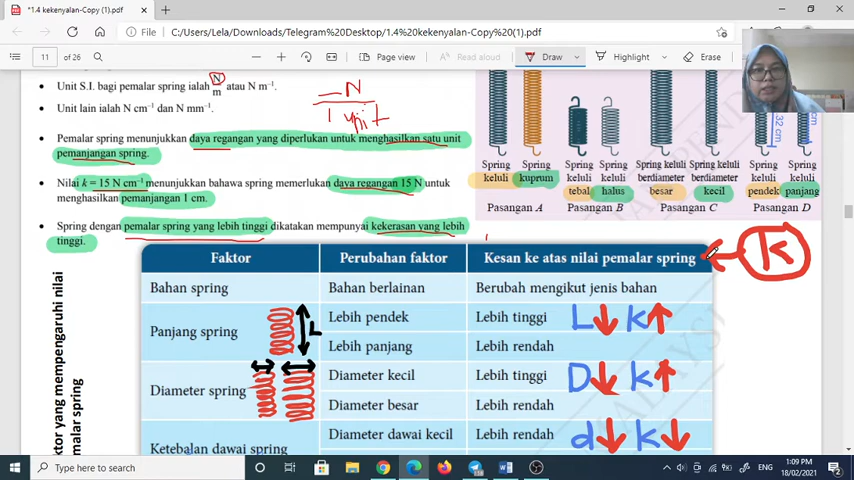 *1.4 kekenyalan-Copy (1).pdf
File | C:/Users/Lela/Downloads/Telegram%20Desktop/1.4%20kekenyalan-Copy%20(1).pdf
11 of 26
Page view
Read aloud
Draw
Highlight
Erase
Unit S.I. bagi pemalar spring ialah N/m atau N m⁻¹.
Unit lain ialah N cm⁻¹ dan N mm⁻¹.
N
1 unit
Pemalar spring menunjukkan daya regangan yang diperlukan untuk menghasilkan satu unit
pemanjangan spring.
Nilai k = 15 N cm⁻¹ menunjukkan bahawa spring memerlukan daya regangan 15 N untuk
menghasilkan pemanjangan 1 cm.
Spring dengan pemalar spring yang lebih tinggi dikatakan mempunyai kekerasan yang lebih
tinggi.
32 cm
cm
Spring keluli
Spring kuprum
Spring keluli tebal
Spring keluli halus
Spring keluli berdiameter besar
Spring keluli berdiameter kecil
Spring keluli pendek
Spring keluli panjang
Pasangan A
Pasangan B
Pasangan C
Pasangan D
k
ktor yang mempengaruhi nilai
malar spring
Faktor
Perubahan faktor
Kesan ke atas nilai pemalar spring
Bahan spring
Bahan berlainan
Berubah mengikut jenis bahan
Panjang spring
L
Lebih pendek
Lebih tinggi
L↓ k↑
Lebih panjang
Lebih rendah
Diameter spring
Diameter kecil
Lebih tinggi
D↓ k↑
Diameter besar
Lebih rendah
Ketebalan dawai spring
Diameter dawai kecil
Lebih rendah
d↓ k↓
Type here to search
ENG
1:09 PM
18/02/2021
2